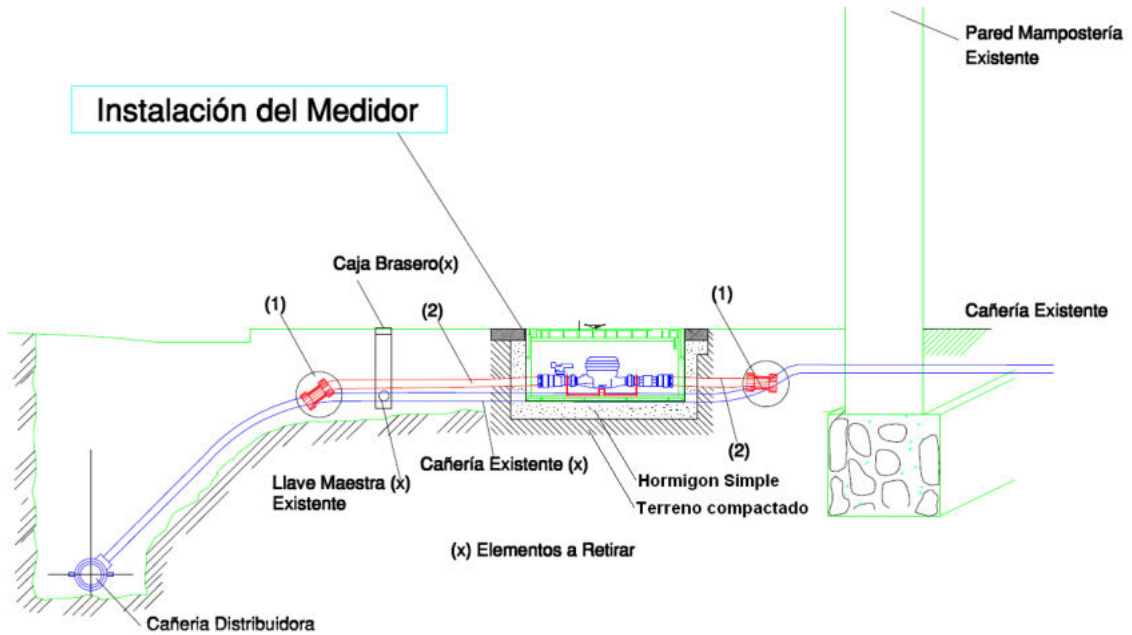 Pared Mampostería
Existente
Instalación del Medidor
Caja Brasero(x)
(1)
(2)
(1)
Cañería Existente
(2)
Cañería Existente (x)
Llave Maestra (x)
Existente
Hormigon Simple
Terreno compactado
(x) Elementos a Retirar
Cañeria Distribuidora